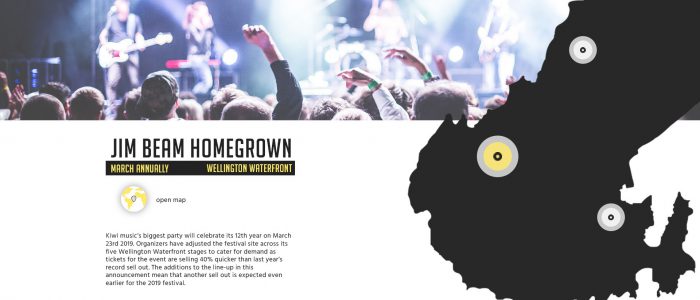 JIM BEAM HOMEGROWN
MARCH ANNUALLY WELLINGTON WATERFRONT
open map
Kiwi music's biggest party will celebrate its 12th year on March
23rd 2019. Organizers have adjusted the festival site across its
five Wellington Waterfront stages to cater for demand as
tickets for the event are selling 40% quicker than last year's
record sell out. The additions to the line-up in this
announcement mean that another sell out is expected even
earlier for the 2019 festival.